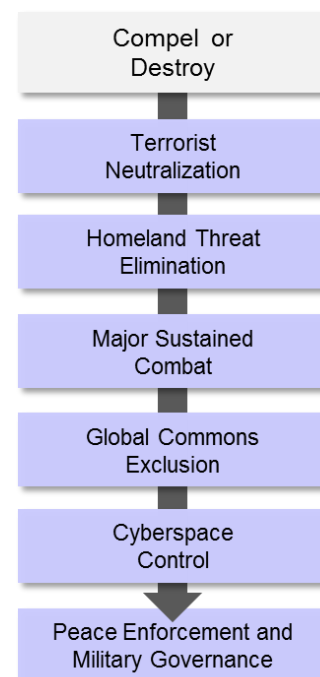 Compel or
Destroy
Terrorist
Neutralization
Homeland Threat
Elimination
Major Sustained
Combat
Global Commons
Exclusion
Cyberspace
Control
Peace Enforcement and
Military Governance